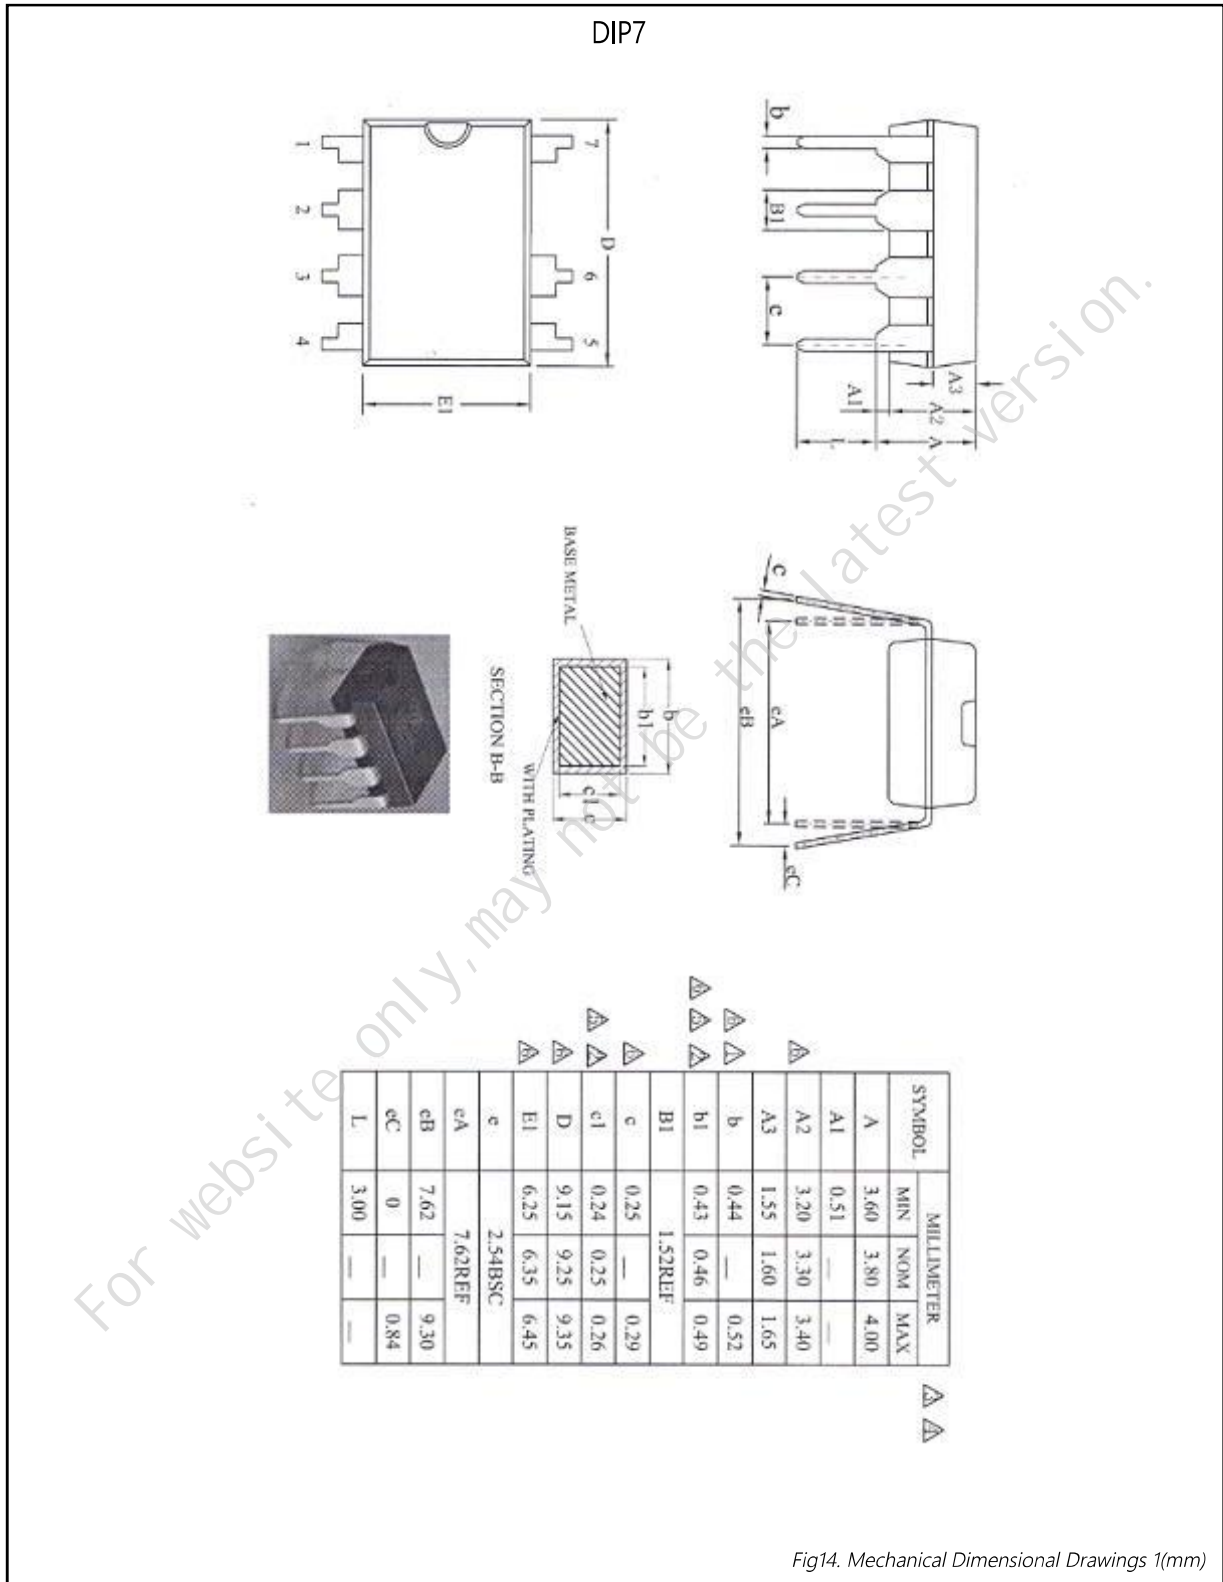 DIP7
b
B1
e
A3
A2
A
A1
L
7
6
5
D
1
2
3
4
E1
c
eA
eB
eC
BASE METAL
b
b1
c1
c
WITH PLATING
SECTION B-B
SYMBOL MILLIMETER
MIN NOM MAX
A 3.60 3.80 4.00
A1 0.51 — —
A2 3.20 3.30 3.40
A3 1.55 1.60 1.65
b 0.44 — 0.52
b1 0.43 0.46 0.49
B1 1.52REF
c 0.25 — 0.29
c1 0.24 0.25 0.26
D 9.15 9.25 9.35
E1 6.25 6.35 6.45
e 2.54BSC
eA 7.62REF
eB 7.62 — 9.30
eC 0 — 0.84
L 3.00 — —
For website only, may not be the latest version.
Fig14. Mechanical Dimensional Drawings 1(mm)